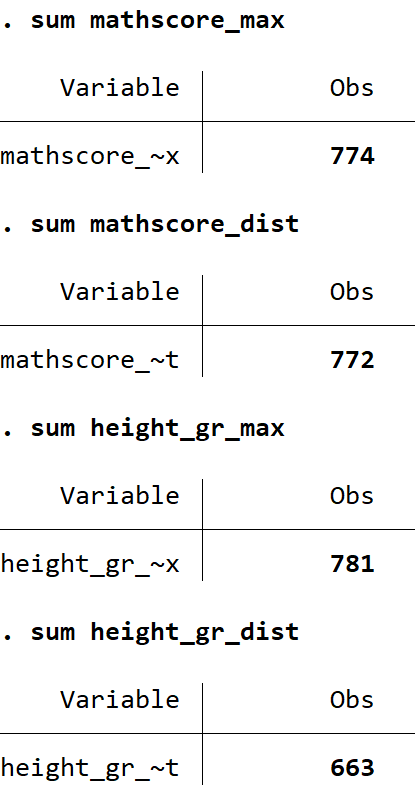 . sum mathscore_max
Variable Obs
mathscore_~x 774
. sum mathscore_dist
Variable Obs
mathscore_~t 772
. sum height_gr_max
Variable Obs
height_gr_~x 781
. sum height_gr_dist
Variable Obs
height_gr_~t 663